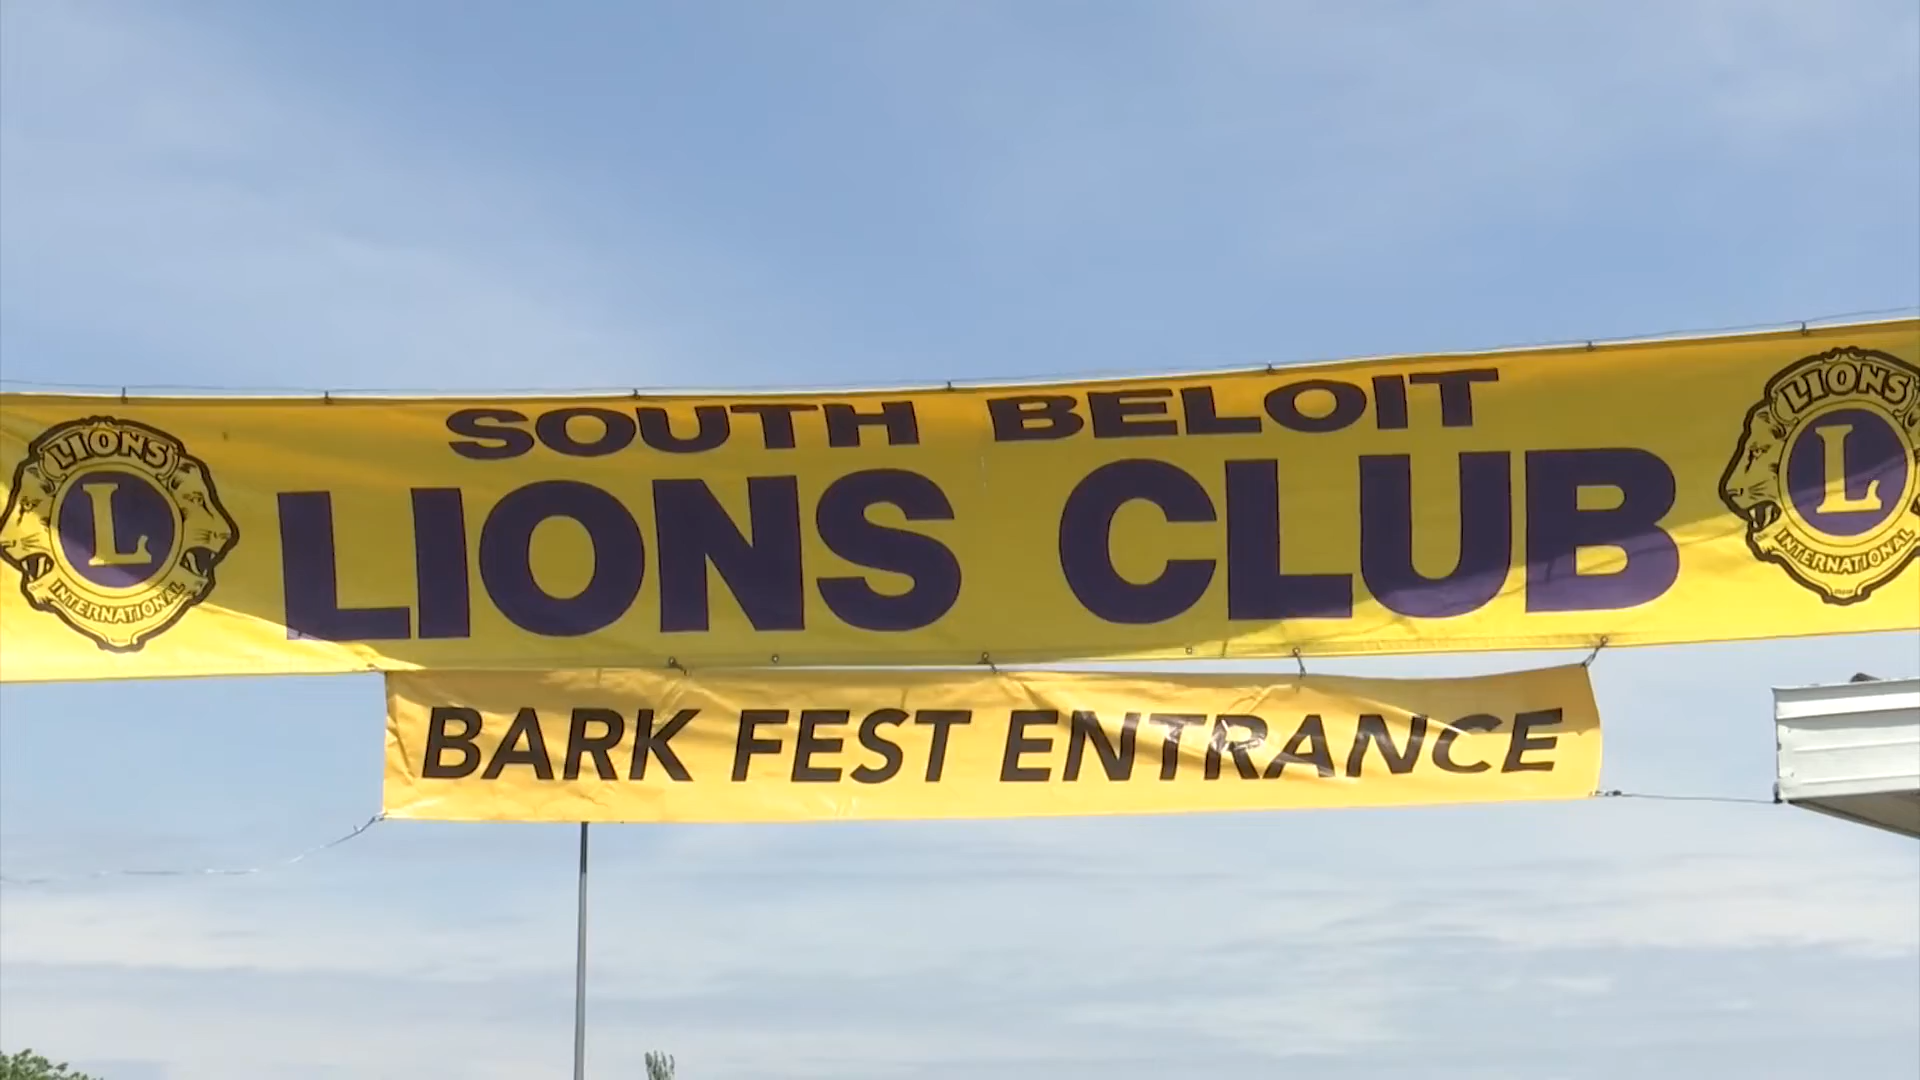 SOUTH BELOIT
LIONS CLUB
LIONS
L
INTERNATIONAL
LIONS
L
INTERNATIONAL
BARK FEST ENTRANCE